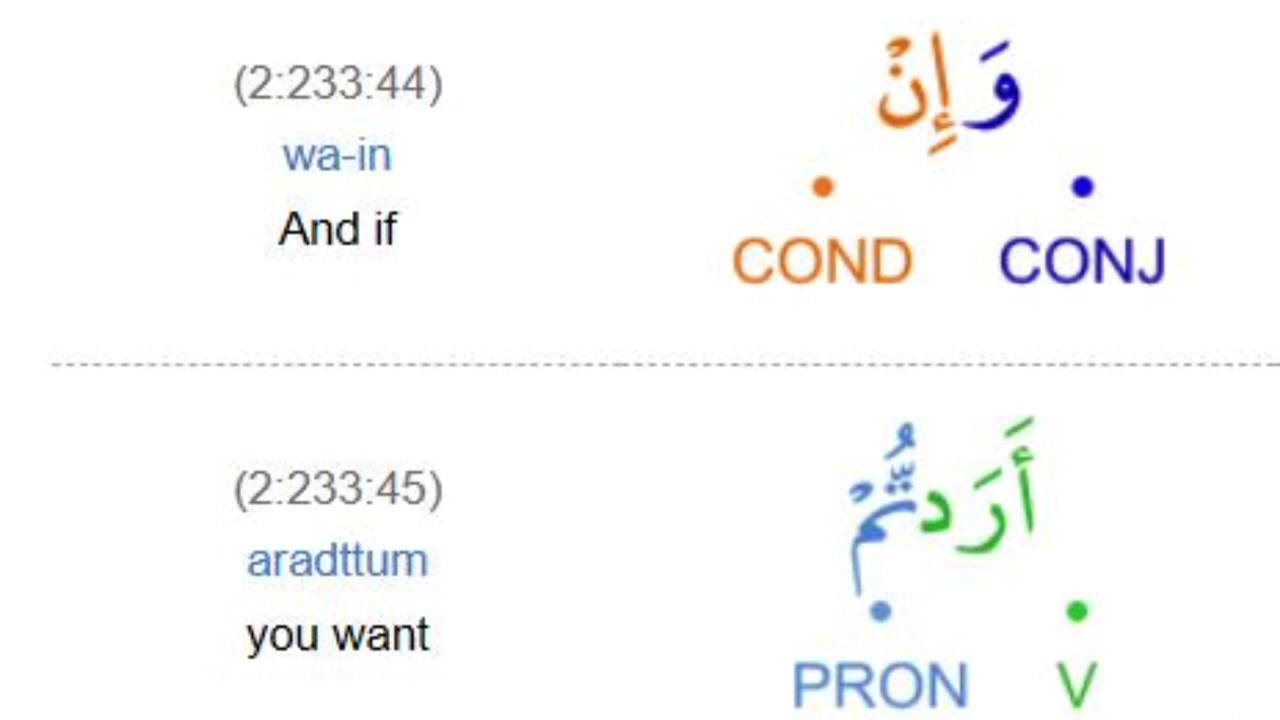 (2:233:44)
wa-in
And if
وَإِنْ
COND CONJ
(2:233:45)
aradttum
you want
أَرَدتُّمْ
PRON V